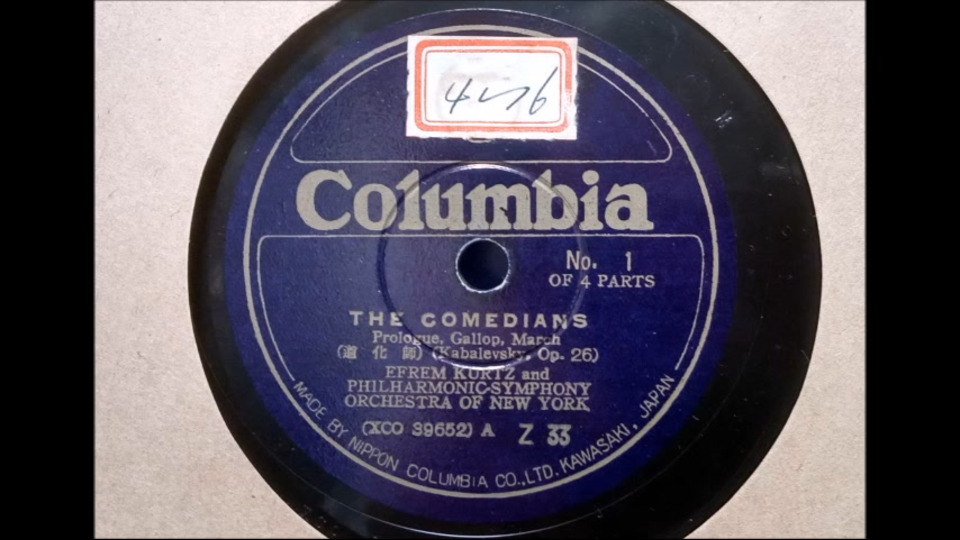 4〜6
Columbia
No. 1
OF 4 PARTS
THE COMEDIANS
Prologue, Gallop, March
(道化師) (Kabalevsky, Op. 26)
EFREM KURTZ and
PHILHARMONIC-SYMPHONY
ORCHESTRA OF NEW YORK
(XCO 39652) A Z 33
MADE BY NIPPON COLUMBIA CO., LTD. KAWASAKI, JAPAN